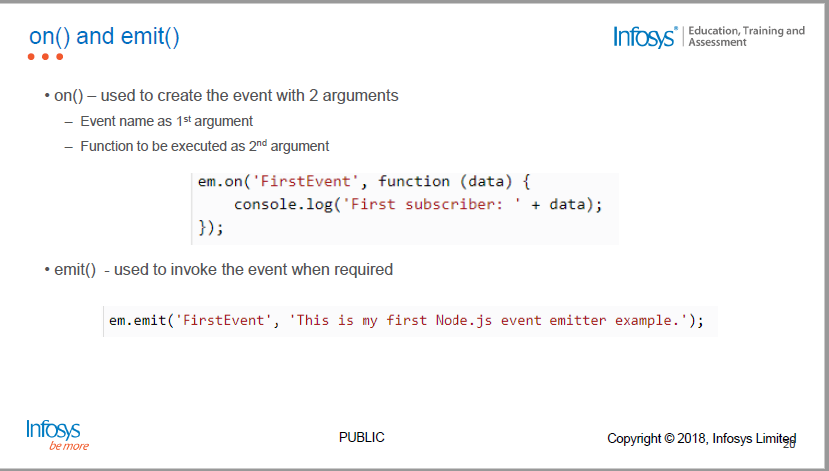 on() and emit()
Infosys® | Education, Training and
Assessment
• on() – used to create the event with 2 arguments
– Event name as 1st argument
– Function to be executed as 2nd argument
em.on('FirstEvent', function (data) {
    console.log('First subscriber: ' + data);
});
• emit()  - used to invoke the event when required
em.emit('FirstEvent', 'This is my first Node.js event emitter example.');
Infosys
be more
PUBLIC
Copyright © 2018, Infosys Limited
20